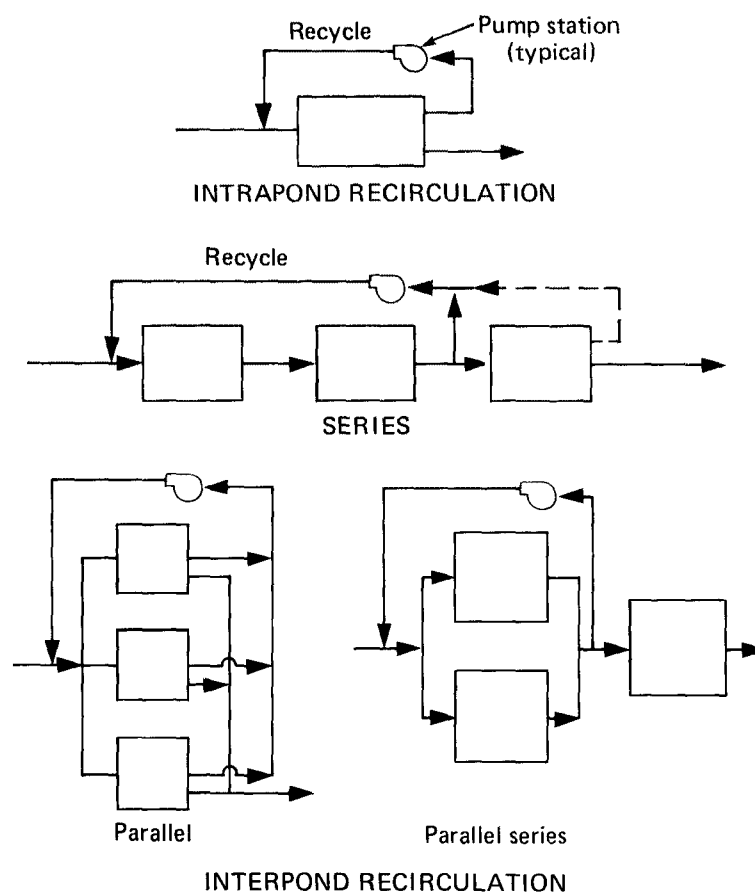 Recycle
Pump station
(typical)
INTRAPOND RECIRCULATION
Recycle
SERIES
Parallel
Parallel series
INTERPOND RECIRCULATION